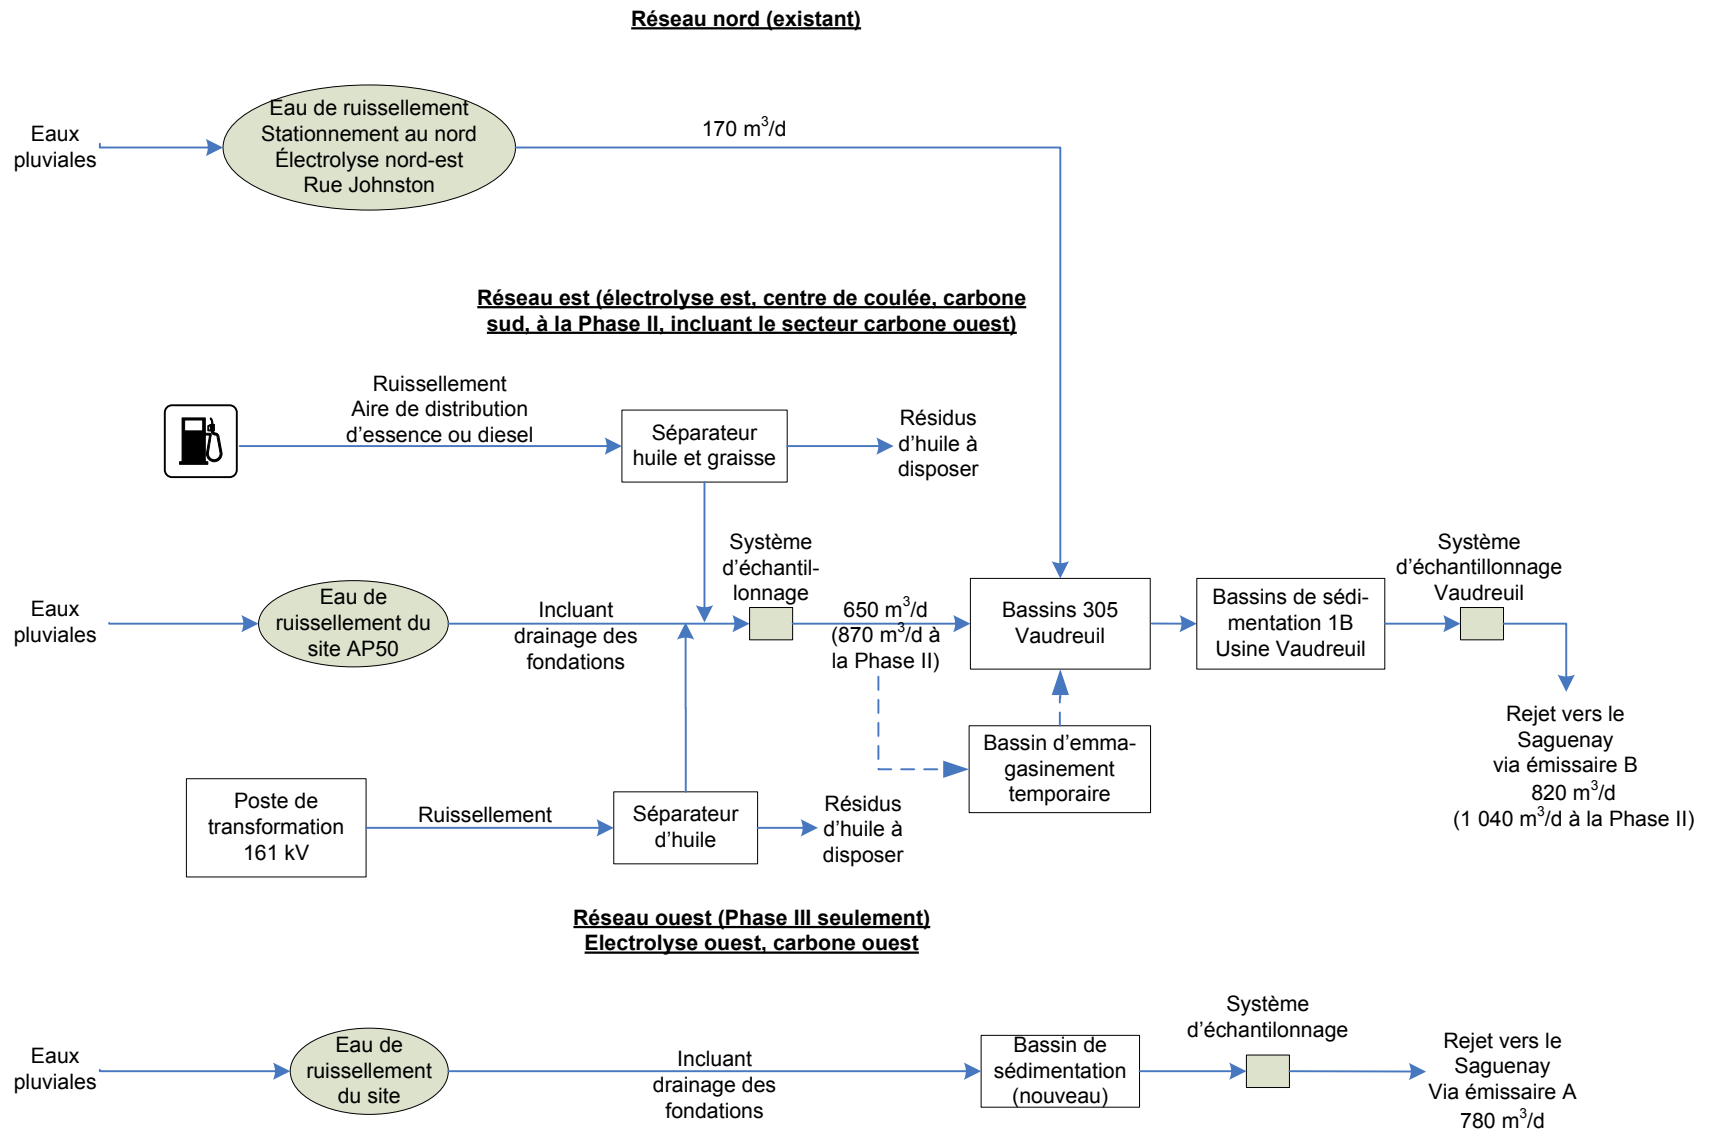 Réseau nord (existant)
Eaux
pluviales
Eau de ruissellement
Stationnement au nord
Électrolyse nord-est
Rue Johnston
170 m³/d
Réseau est (électrolyse est, centre de coulée, carbone
sud, à la Phase II, incluant le secteur carbone ouest)
Ruissellement
Aire de distribution
d'essence ou diesel
Séparateur
huile et graisse
Résidus
d'huile à
disposer
Eaux
pluviales
Eau de
ruissellement du
site AP50
Incluant
drainage des
fondations
Système
d'échantil-
lonnage
650 m³/d
(870 m³/d à
la Phase II)
Bassins 305
Vaudreuil
Bassins de sédi-
mentation 1B
Usine Vaudreuil
Système
d'échantillonnage
Vaudreuil
Rejet vers le
Saguenay
via émissaire B
820 m³/d
(1 040 m³/d à la Phase II)
Bassin d'emma-
gasinement
temporaire
Poste de
transformation
161 kV
Ruissellement
Séparateur
d'huile
Résidus
d'huile à
disposer
Réseau ouest (Phase III seulement)
Electrolyse ouest, carbone ouest
Eaux
pluviales
Eau de
ruissellement
du site
Incluant
drainage des
fondations
Bassin de
sédimentation
(nouveau)
Système
d'échantilonnage
Rejet vers le
Saguenay
Via émissaire A
780 m³/d